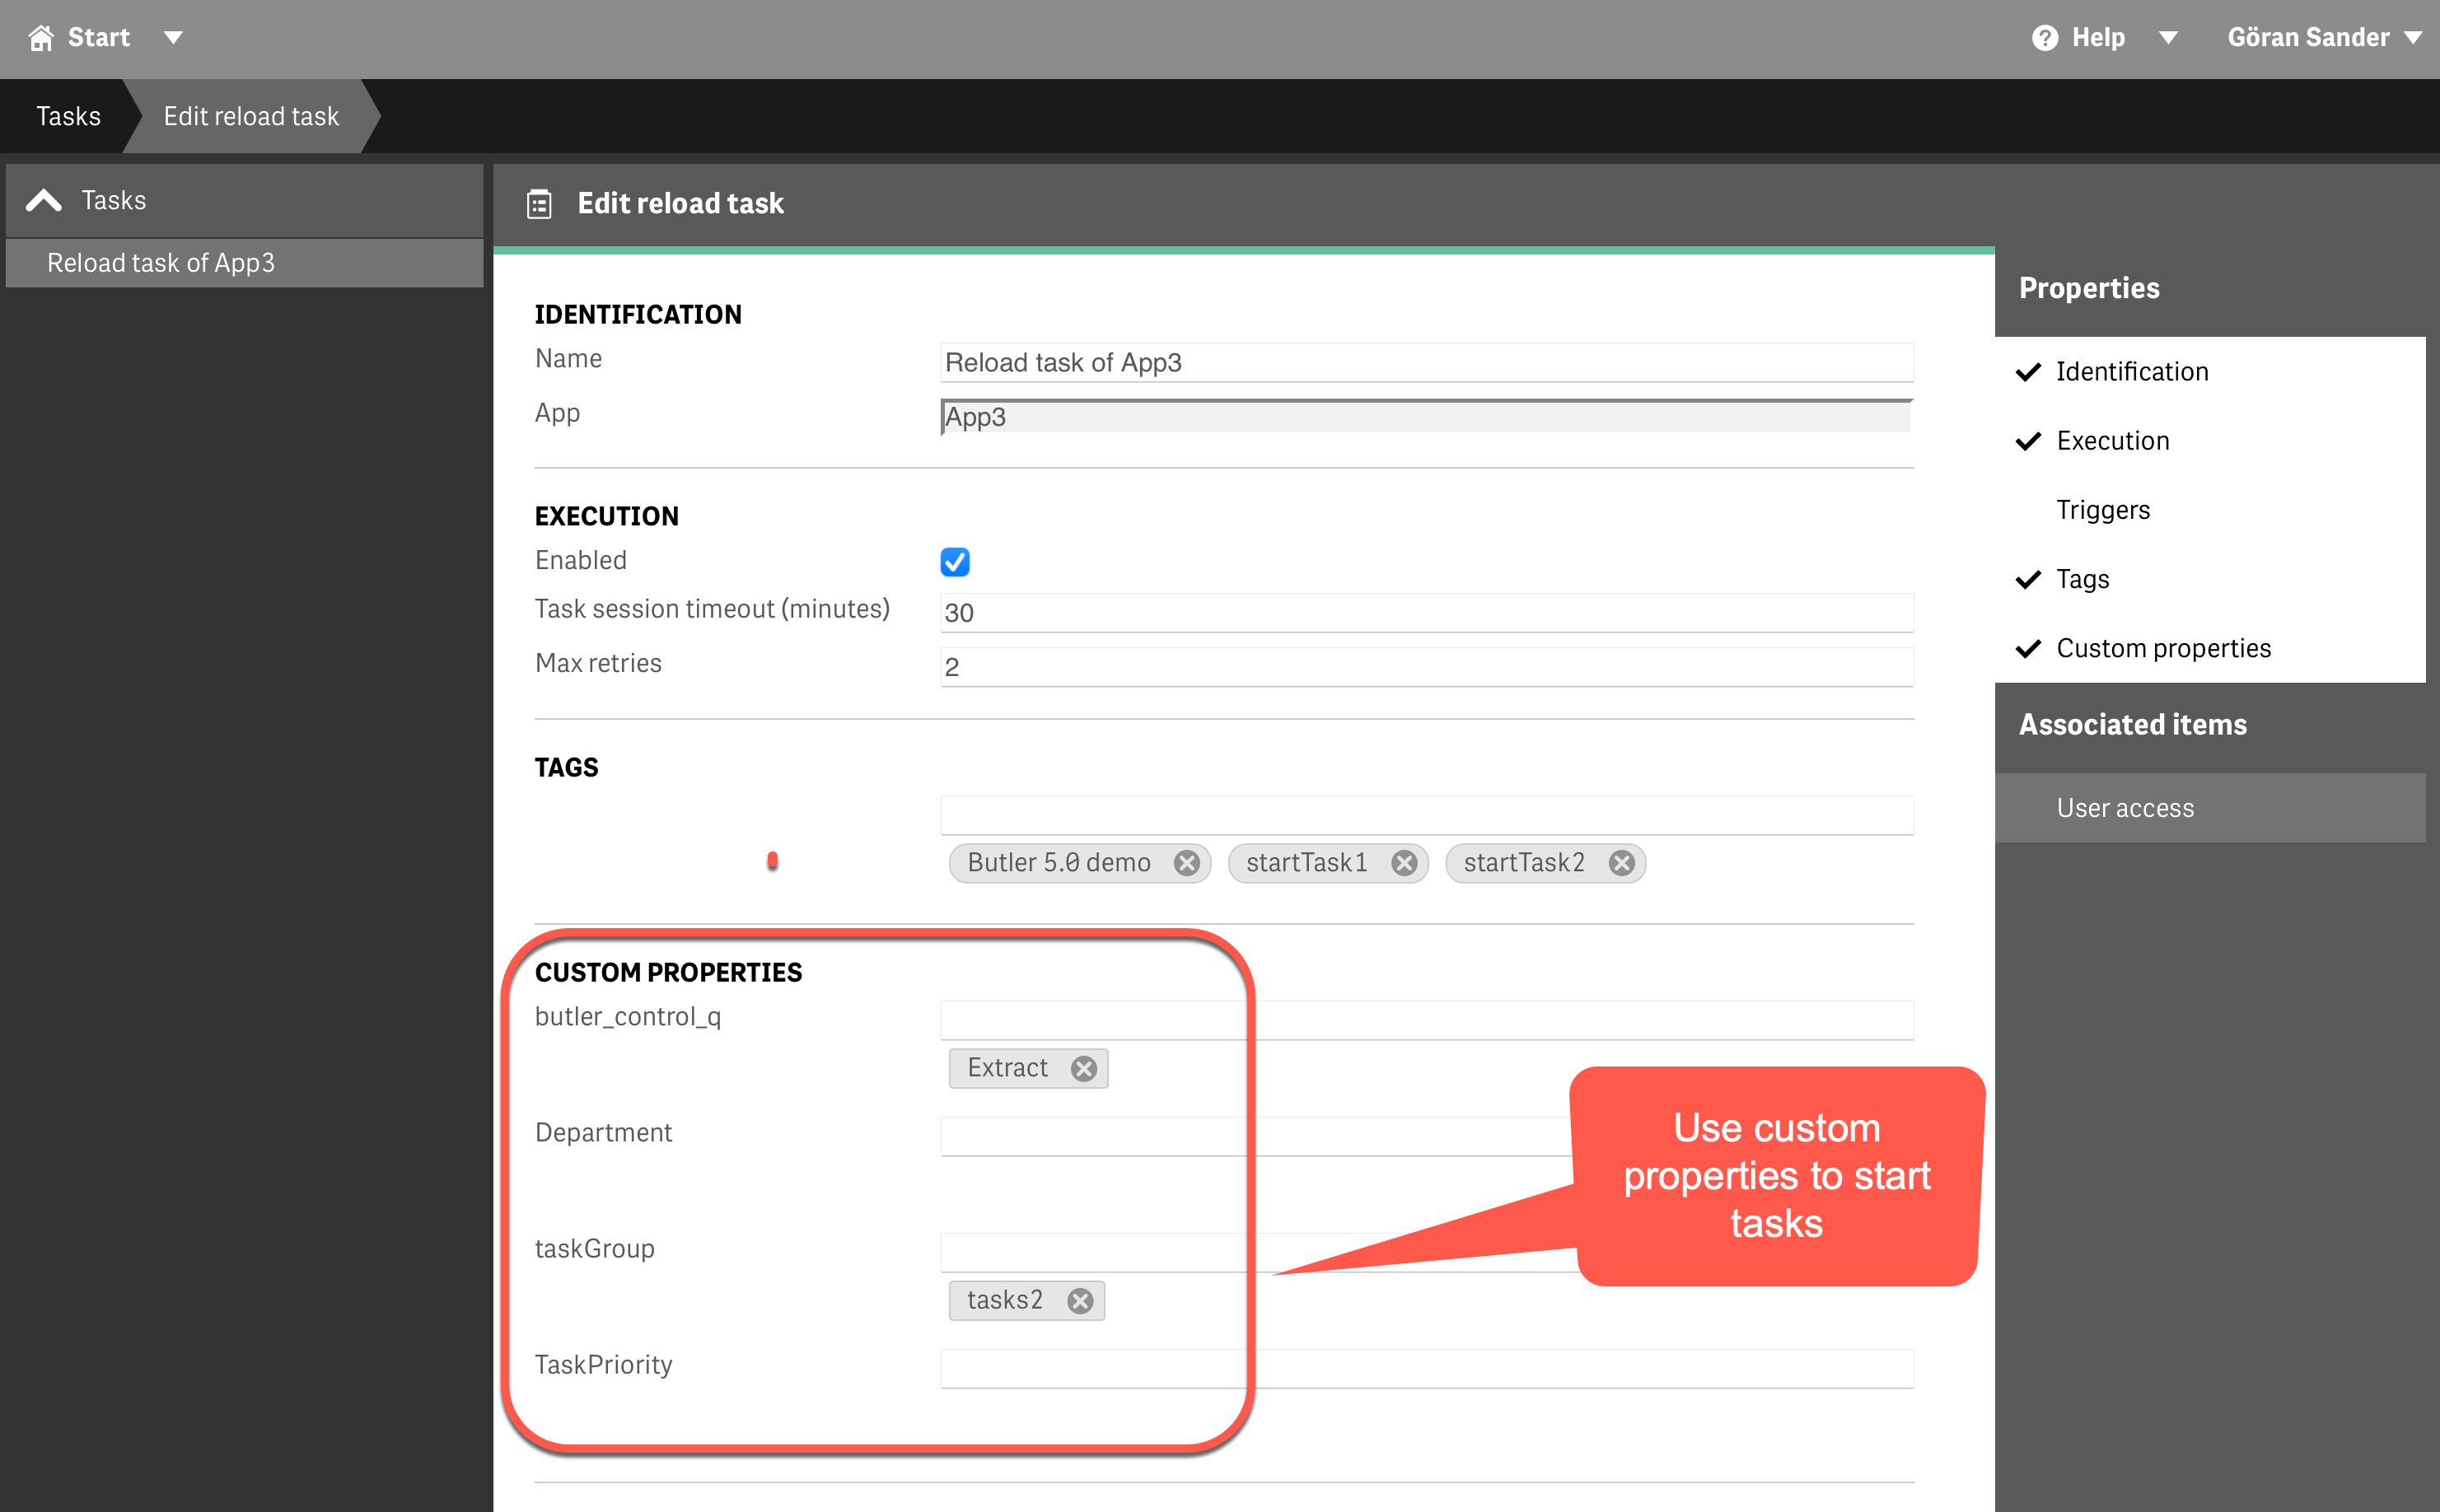 Start
Help
Göran Sander
Tasks
Edit reload task
Tasks
Reload task of App3
Edit reload task
IDENTIFICATION
Name
Reload task of App3
App
App3
EXECUTION
Enabled
Task session timeout (minutes)
30
Max retries
2
TAGS
Butler 5.0 demo
startTask1
startTask2
CUSTOM PROPERTIES
butler_control_q
Extract
Department
taskGroup
tasks2
TaskPriority
Use custom
properties to start
tasks
Properties
Identification
Execution
Triggers
Tags
Custom properties
Associated items
User access